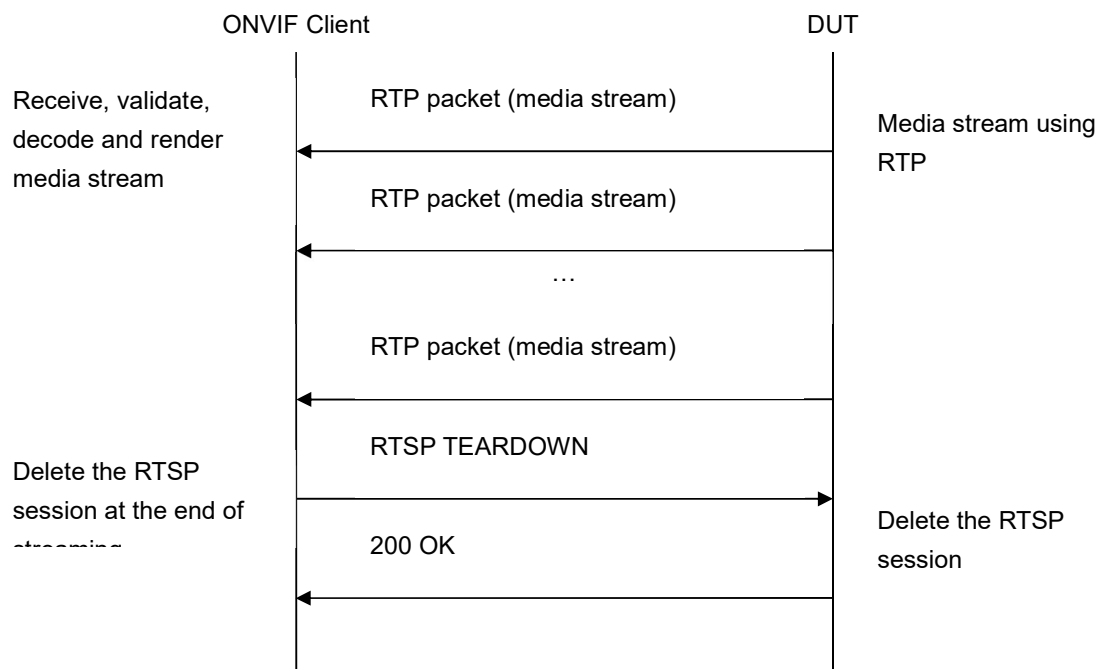 ONVIF Client
DUT
Receive, validate,
decode and render
media stream
RTP packet (media stream)
Media stream using
RTP
RTP packet (media stream)
…
RTP packet (media stream)
RTSP TEARDOWN
Delete the RTSP
session at the end of
streaming
200 OK
Delete the RTSP
session